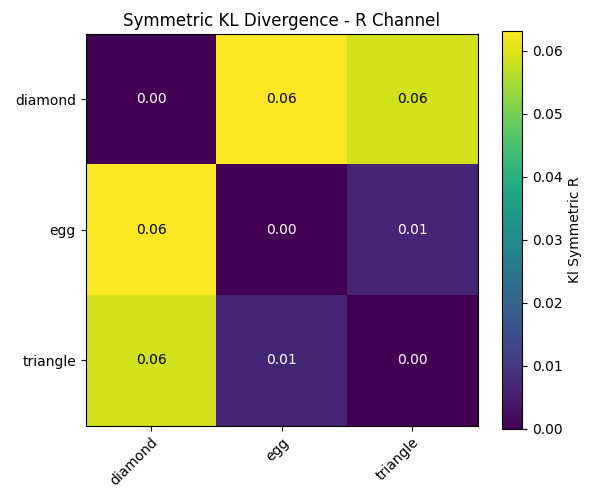 Symmetric KL Divergence - R Channel
diamond
egg
triangle
0.00 0.06 0.06
0.06 0.00 0.01
0.06 0.01 0.00
diamond
egg
triangle
0.06
0.05
0.04
0.03
0.02
0.01
0.00
Kl Symmetric R